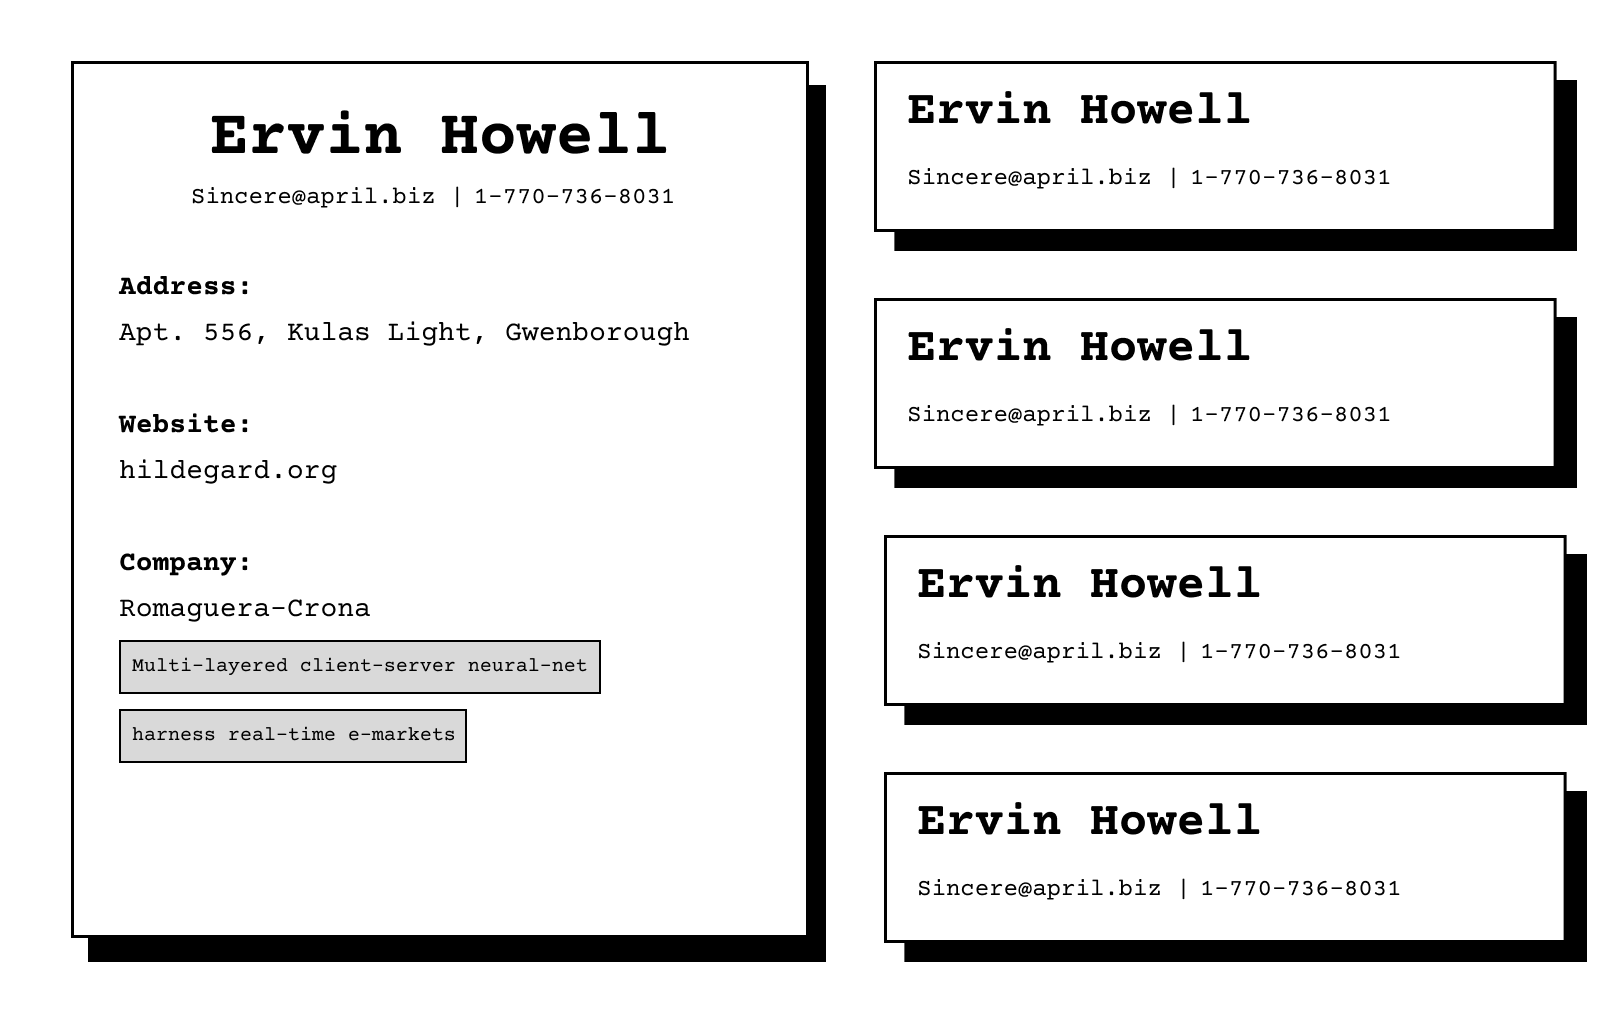 Ervin Howell
Sincere@april.biz | 1-770-736-8031
Address:
Apt. 556, Kulas Light, Gwenborough
Website:
hildegard.org
Company:
Romaguera-Crona
Multi-layered client-server neural-net
harness real-time e-markets
Ervin Howell
Sincere@april.biz | 1-770-736-8031
Ervin Howell
Sincere@april.biz | 1-770-736-8031
Ervin Howell
Sincere@april.biz | 1-770-736-8031
Ervin Howell
Sincere@april.biz | 1-770-736-8031